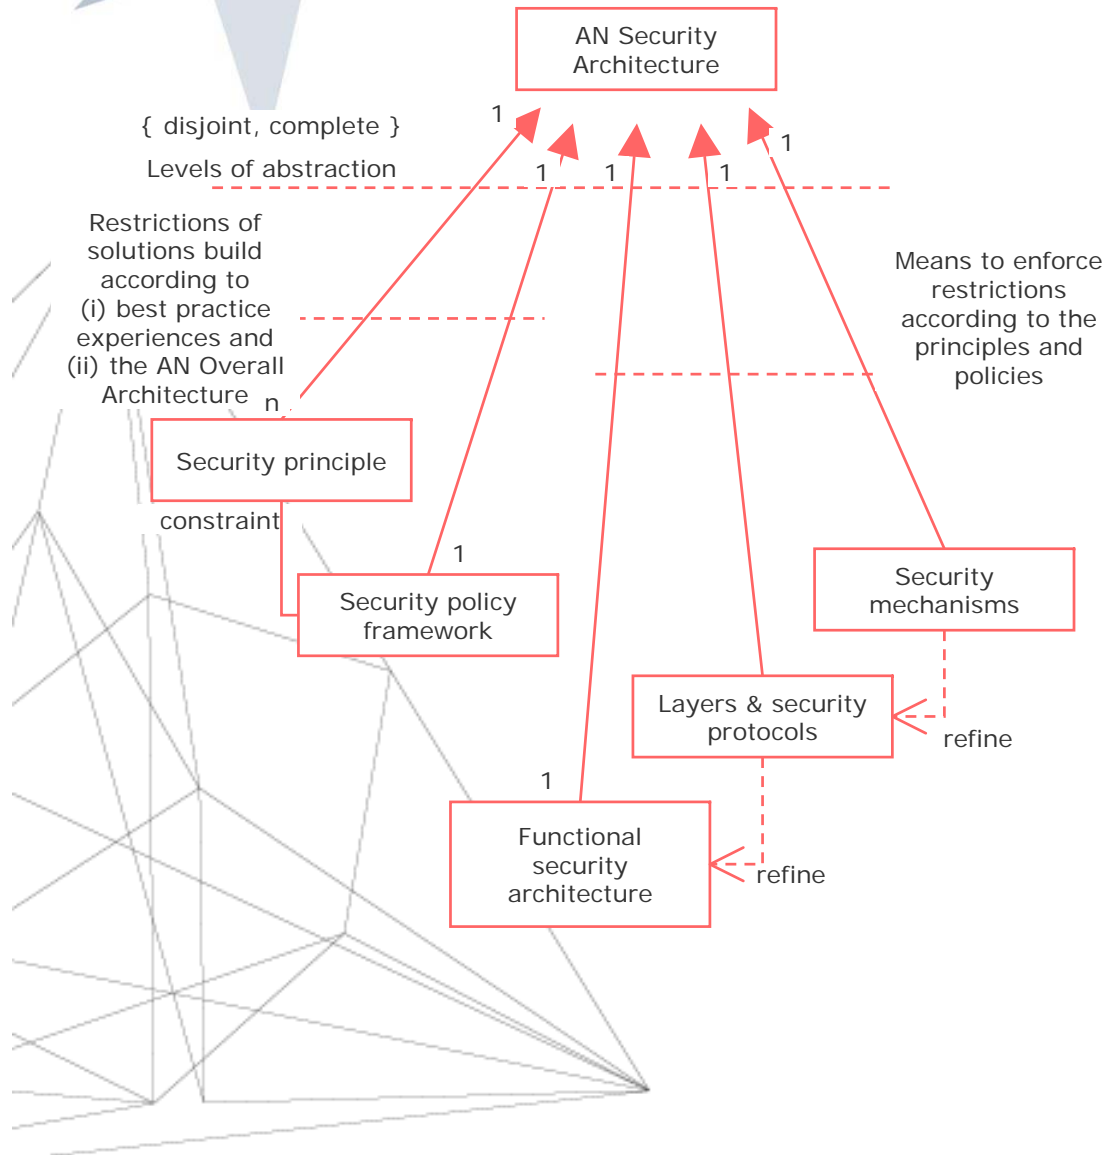 AN Security
Architecture
{ disjoint, complete }
Levels of abstraction
1
1
1
1
1
Restrictions of
solutions build
according to
(i) best practice
experiences and
(ii) the AN Overall
Architecture
Means to enforce
restrictions
according to the
principles and
policies
n
Security principle
constraint
1
Security policy
framework
Security
mechanisms
refine
Layers & security
protocols
refine
1
Functional
security
architecture